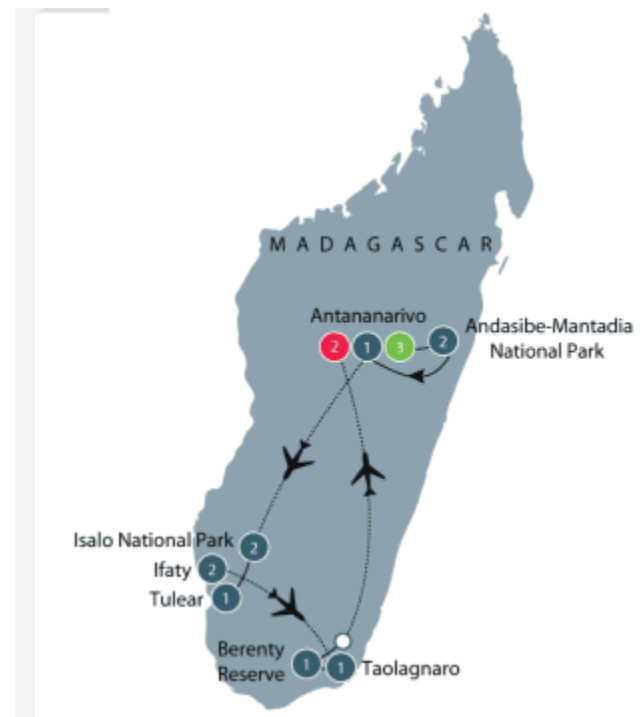 MADAGASCAR
Antananarivo
2 1 3 2
Andasibe-Mantadia
National Park
Isalo National Park
2
Ifaty
2
Tulear
1
Berenty
Reserve
1 1
Taolagnaro